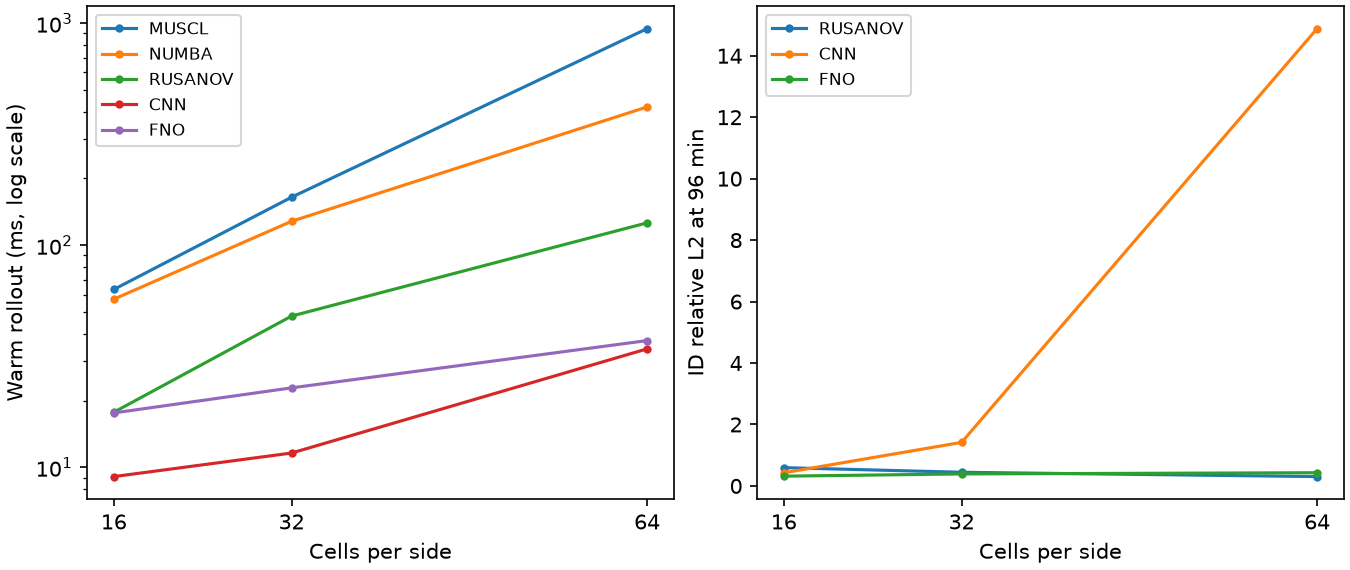 10³
10²
10¹
Warm rollout (ms, log scale)
MUSCL
NUMBA
RUSANOV
CNN
FNO
16
32
64
Cells per side
14
12
10
8
6
4
2
0
ID relative L2 at 96 min
RUSANOV
CNN
FNO
16
32
64
Cells per side